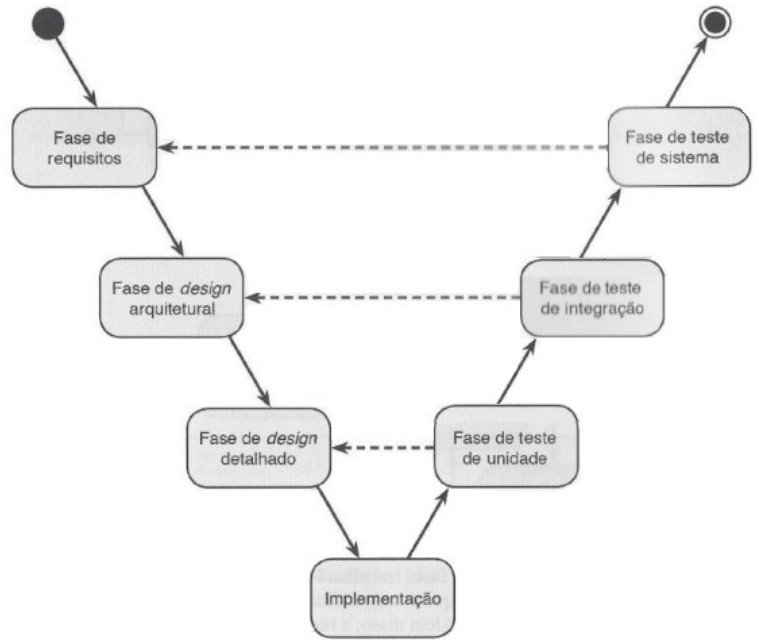 Fase de
requisitos
Fase de teste
de sistema
Fase de design
arquitetural
Fase de teste
de integração
Fase de design
detalhado
Fase de teste
de unidade
Implementação